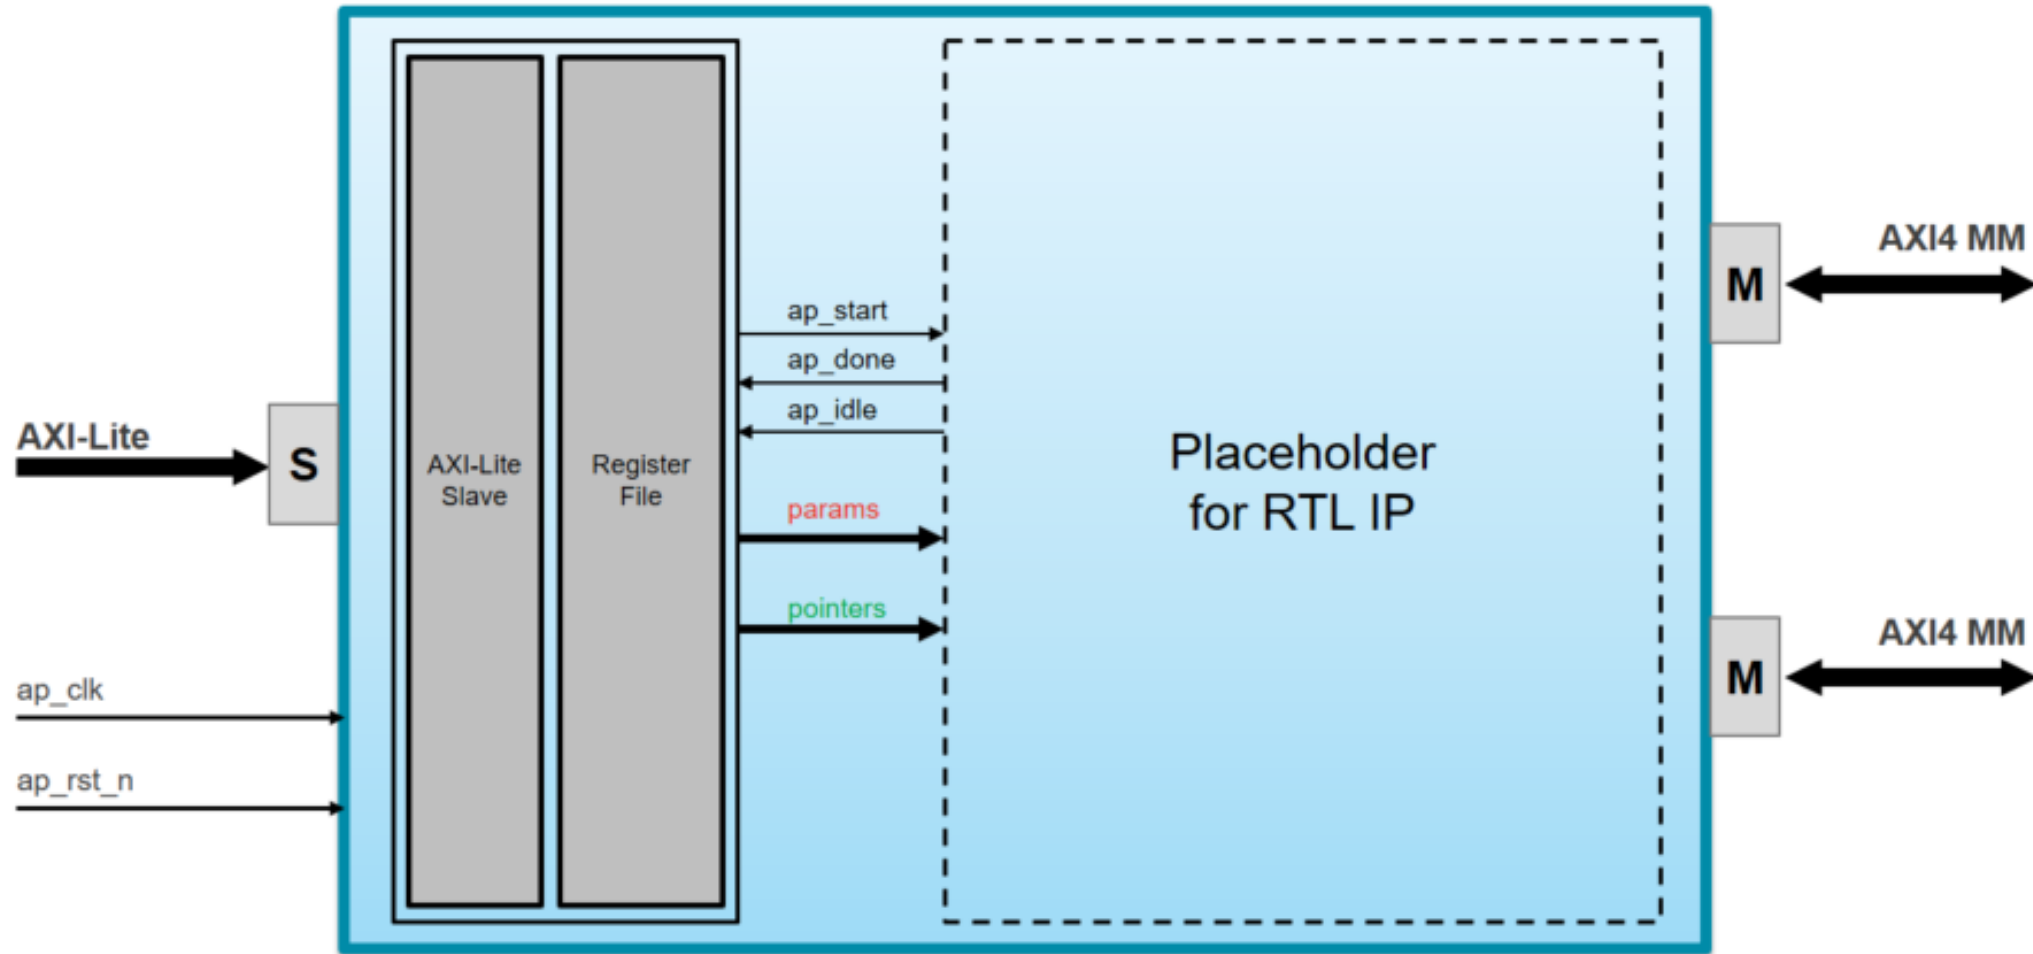 AXI4 MM
ap_start
ap_done
ap_idle
AXI-Lite
S
AXI-Lite
Slave
Register
File
Placeholder
for RTL IP
M
params
pointers
AXI4 MM
M
ap_clk
ap_rst_n